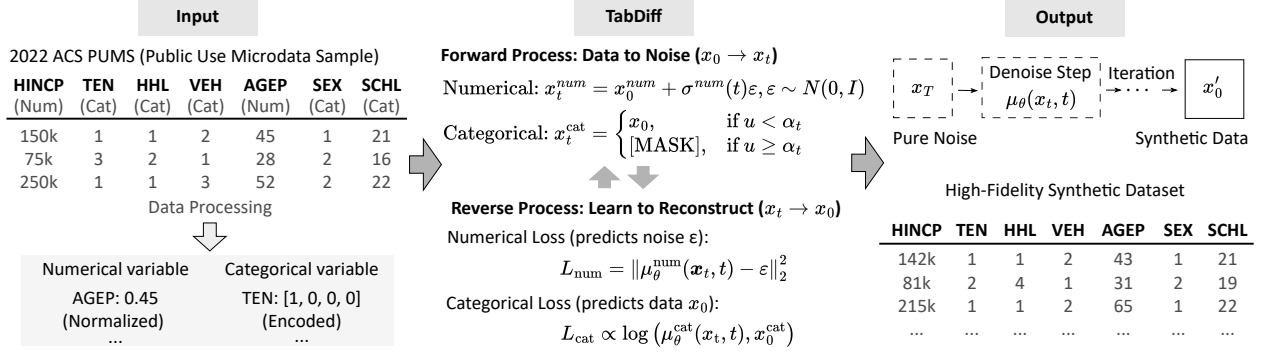 Input
2022 ACS PUMS (Public Use Microdata Sample)
HINCP TEN HHL VEH AGEP SEX SCHL
(Num) (Cat) (Cat) (Cat) (Num) (Cat) (Cat)
150k 1 1 2 45 1 21
75k 3 2 1 28 2 16
250k 1 1 3 52 2 22
Data Processing
Numerical variable Categorical variable
AGEP: 0.45 TEN: [1, 0, 0, 0]
(Normalized) (Encoded)
... ...
TabDiff
Forward Process: Data to Noise (x_0 → x_t)
Numerical: x_t^{num} = x_0^{num} + σ^{num}(t)ε, ε ∼ N(0, I)
Categorical: x_t^{cat} = { x_0, if u < α_t
[MASK], if u ≥ α_t
Reverse Process: Learn to Reconstruct (x_t → x_0)
Numerical Loss (predicts noise ε):
L_{num} = ‖μ_θ^{num}(x_t, t) − ε‖_2^2
Categorical Loss (predicts data x_0):
L_{cat} ∝ log (μ_θ^{cat}(x_t, t), x_0^{cat})
Output
x_T
Denoise Step
μ_θ(x_t, t)
Iteration
···
x_0′
Pure Noise
Synthetic Data
High-Fidelity Synthetic Dataset
HINCP TEN HHL VEH AGEP SEX SCHL
142k 1 1 2 43 1 21
81k 2 4 1 31 2 19
215k 1 1 2 65 1 22
... ... ... ... ... ... ...